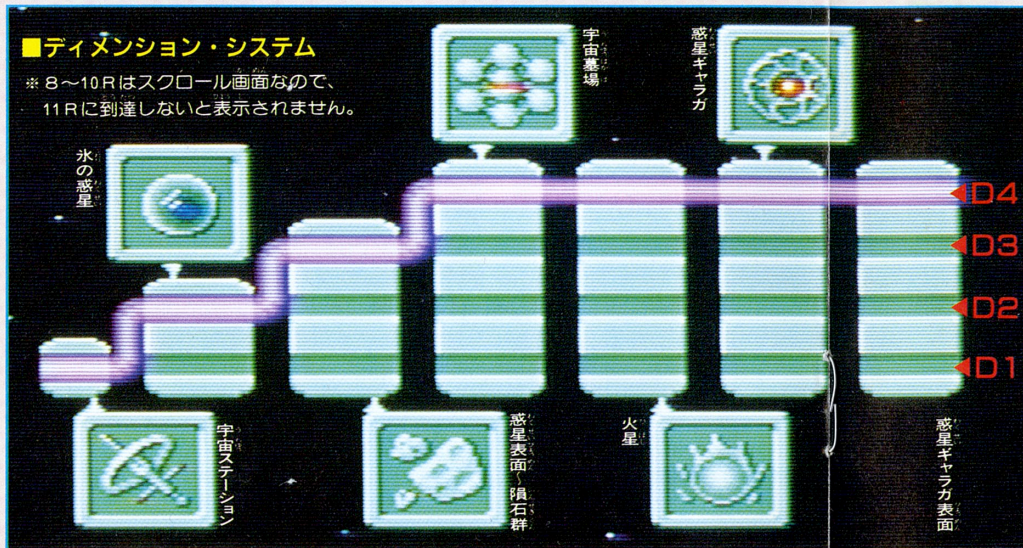 ■ディメンション・システム
※8〜10Rはスクロール画面なので、
11Rに到達しないと表示されません。
氷の惑星
宇宙墓場
惑星ギャラガ
◀D4
◀D3
◀D2
◀D1
宇宙ステーション
惑星表面〜隕石群
火星
惑星ギャラガ表面